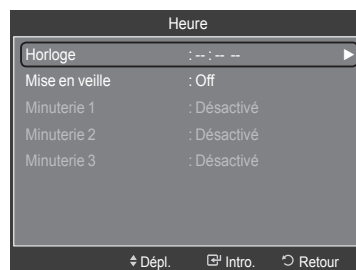 Heure
Horloge : -- : -- -- ►
Mise en veille : Off
Minuterie 1 : Désactivé
Minuterie 2 : Désactivé
Minuterie 3 : Désactivé
Dépl. Intro. Retour